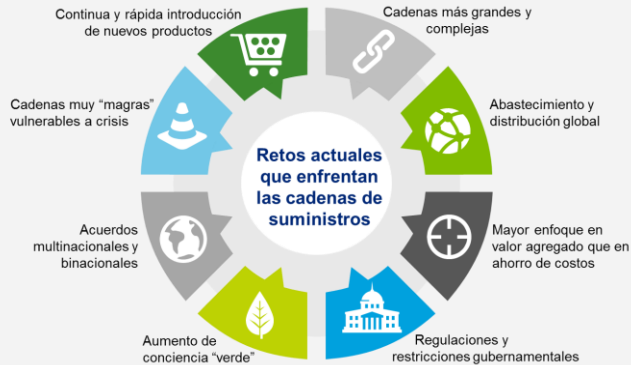 Continua y rápida introducción
de nuevos productos
Cadenas más grandes y
complejas
Cadenas muy “magras”
vulnerables a crisis
Abastecimiento y
distribución global
Retos actuales
que enfrentan
las cadenas de
suministros
Acuerdos
multinacionales y
binacionales
Mayor enfoque en
valor agregado que en
ahorro de costos
Aumento de
conciencia “verde”
Regulaciones y
restricciones gubernamentales